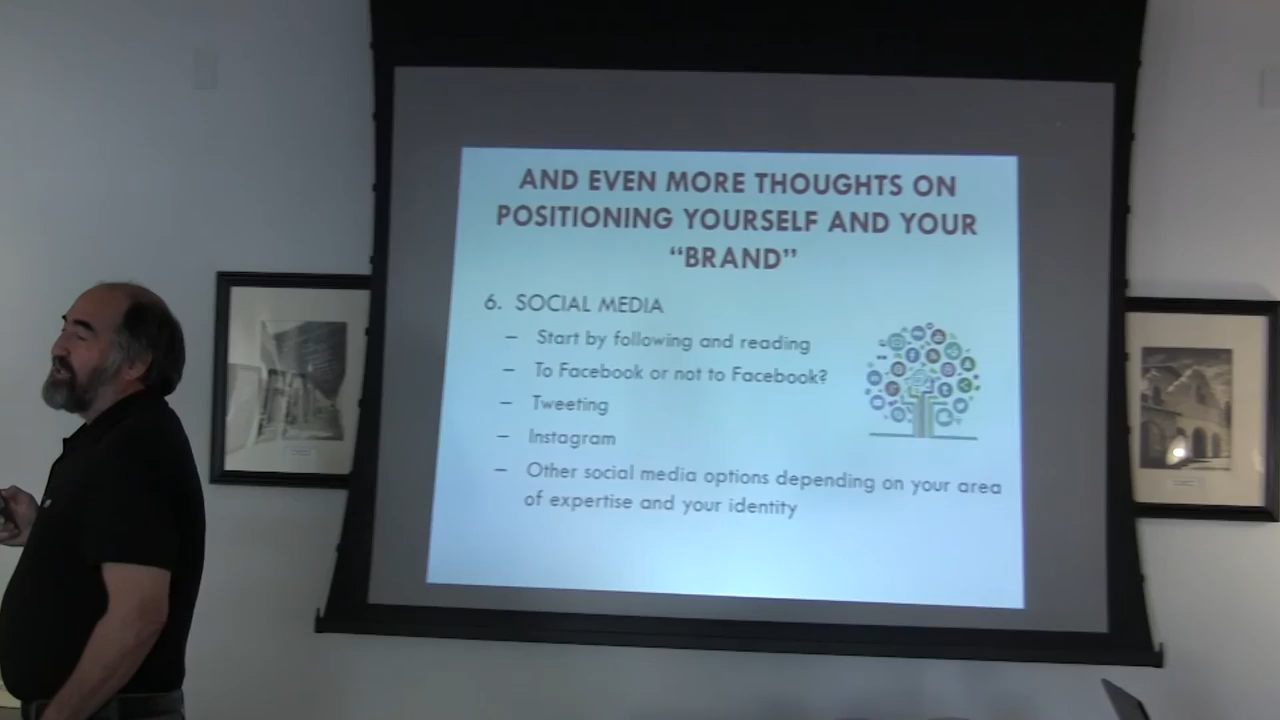 AND EVEN MORE THOUGHTS ON
POSITIONING YOURSELF AND YOUR
“BRAND”
6. SOCIAL MEDIA
– Start by following and reading
– To Facebook or not to Facebook?
– Tweeting
– Instagram
– Other social media options depending on your area
of expertise and your identity